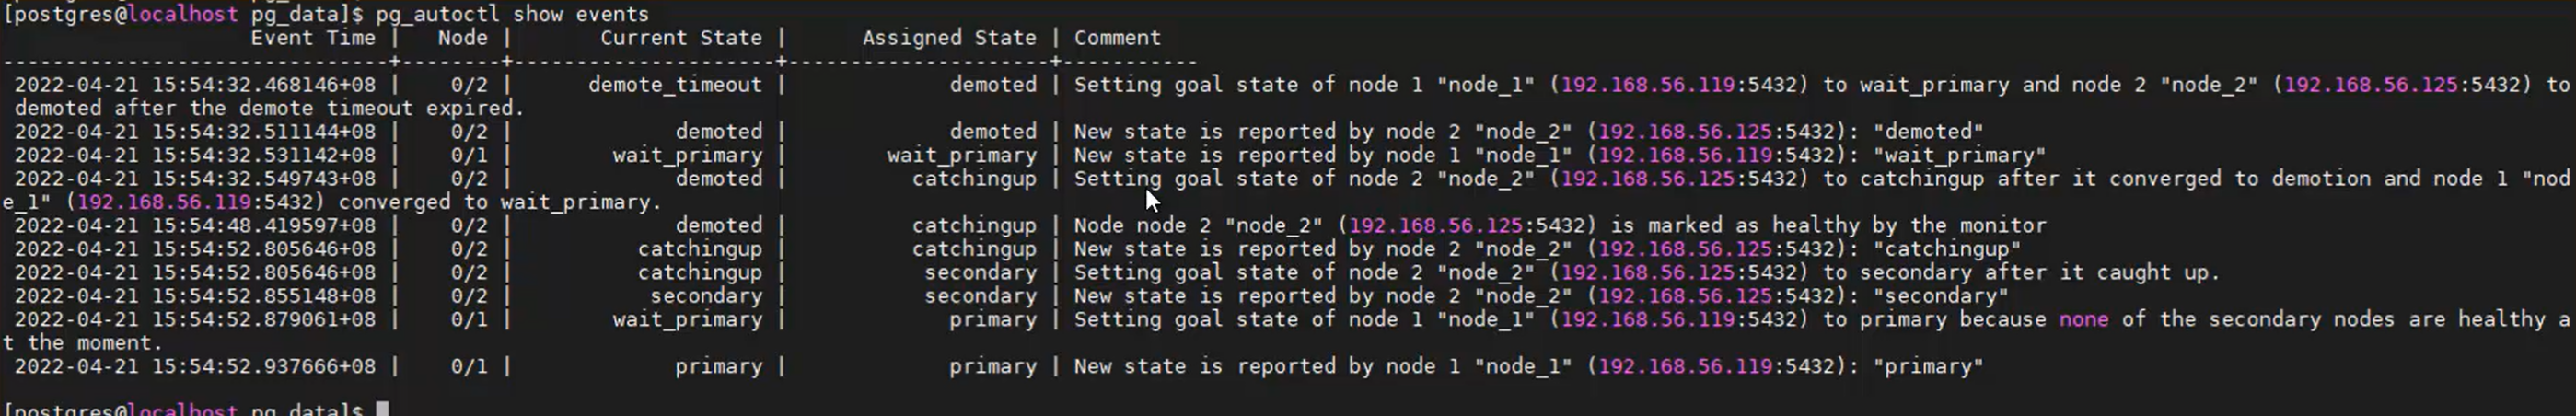 [postgres@localhost pg_data]$ pg_autoctl show events
Event Time | Node | Current State | Assigned State | Comment
------------------------------+--------+---------------------+---------------------+-----------
2022-04-21 15:54:32.468146+08 | 0/2 | demote_timeout | demoted | Setting goal state of node 1 "node_1" (192.168.56.119:5432) to wait_primary and node 2 "node_2" (192.168.56.125:5432) to
demoted after the demote timeout expired.
2022-04-21 15:54:32.511144+08 | 0/2 | demoted | demoted | New state is reported by node 2 "node_2" (192.168.56.125:5432): "demoted"
2022-04-21 15:54:32.531142+08 | 0/1 | wait_primary | wait_primary | New state is reported by node 1 "node_1" (192.168.56.119:5432): "wait_primary"
2022-04-21 15:54:32.549743+08 | 0/2 | demoted | catchingup | Setting goal state of node 2 "node_2" (192.168.56.125:5432) to catchingup after it converged to demotion and node 1 "nod
e_1" (192.168.56.119:5432) converged to wait_primary.
2022-04-21 15:54:48.419597+08 | 0/2 | demoted | catchingup | Node node 2 "node_2" (192.168.56.125:5432) is marked as healthy by the monitor
2022-04-21 15:54:52.805646+08 | 0/2 | catchingup | catchingup | New state is reported by node 2 "node_2" (192.168.56.125:5432): "catchingup"
2022-04-21 15:54:52.805646+08 | 0/2 | catchingup | secondary | Setting goal state of node 2 "node_2" (192.168.56.125:5432) to secondary after it caught up.
2022-04-21 15:54:52.855148+08 | 0/2 | secondary | secondary | New state is reported by node 2 "node_2" (192.168.56.125:5432): "secondary"
2022-04-21 15:54:52.879061+08 | 0/1 | wait_primary | primary | Setting goal state of node 1 "node_1" (192.168.56.119:5432) to primary because none of the secondary nodes are healthy a
t the moment.
2022-04-21 15:54:52.937666+08 | 0/1 | primary | primary | New state is reported by node 1 "node_1" (192.168.56.119:5432): "primary"
[postgres@localhost pg_data]$